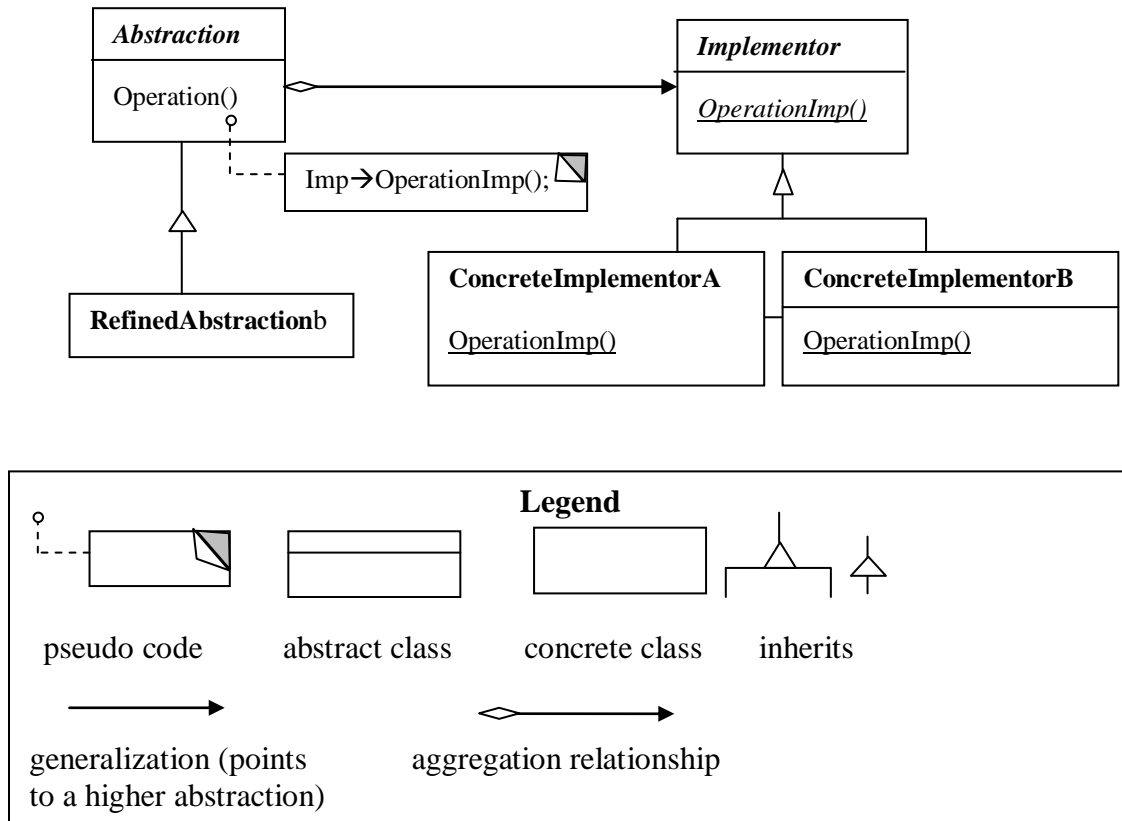 Abstraction
Operation()
Imp→OperationImp();
RefinedAbstractionb
Implementor
OperationImp()
ConcreteImplementorA
OperationImp()
ConcreteImplementorB
OperationImp()
Legend
pseudo code
abstract class
concrete class
inherits
generalization (points
to a higher abstraction)
aggregation relationship